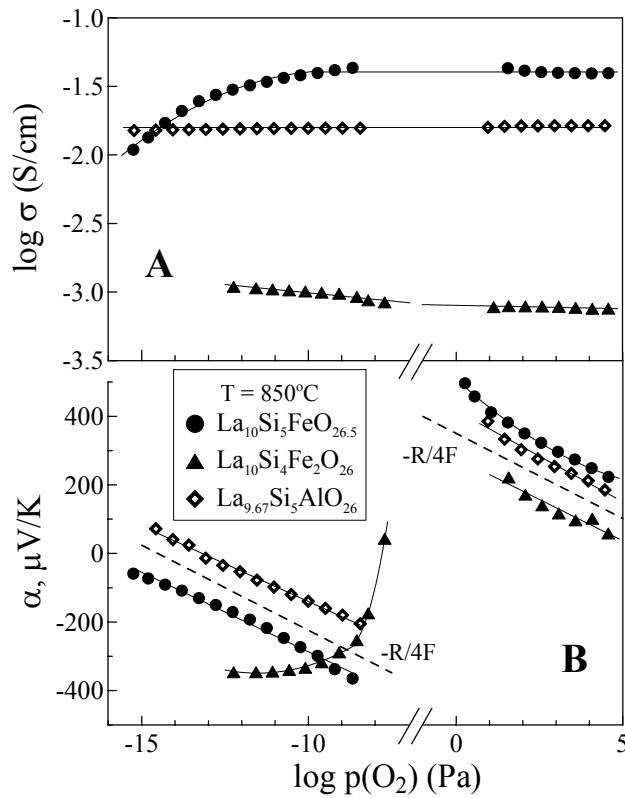 -1.0
-1.5
-2.0
-2.5
-3.0
-3.5
log σ (S/cm)
A
400
200
0
-200
-400
α, μV/K
T = 850ºC
La₁₀Si₅FeO₂₆.₅
La₁₀Si₄Fe₂O₂₆
La₉.₆₇Si₅AlO₂₆
-R/4F
-R/4F
B
-15 -10 0 5
log p(O₂) (Pa)